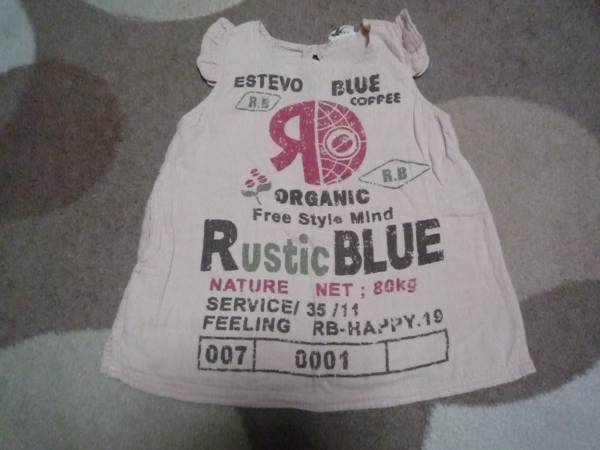 ESTEVO BLUE
COFFEE
R.B
R.B
ORGANIC
Free Style Mind
RusticBLUE
NATURE NET ; 80kg
SERVICE/ 35 /11
FEELING RB-HAPPY.19
007 0001